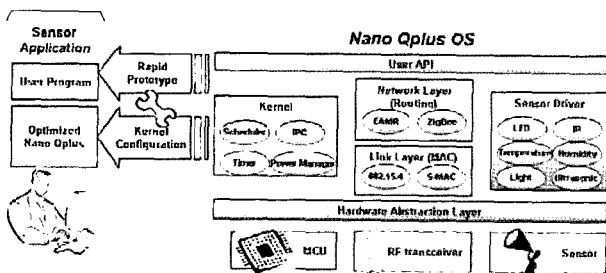 Sensor
Application
User Program
Optimized
Nano Qplus
Rapid
Prototype
Kernel
Configuration
Nano Qplus OS
User API
Kernel
Scheduler
IPC
Timer
Power Manager
Network Layer
(Routing)
EAMR
ZigBee
Link Layer (MAC)
802.15.4
S-MAC
Sensor Driver
LED
IR
Temperature
Humidity
Light
Ultrasonic
Hardware Abstraction Layer
MCU
RF transceiver
Sensor